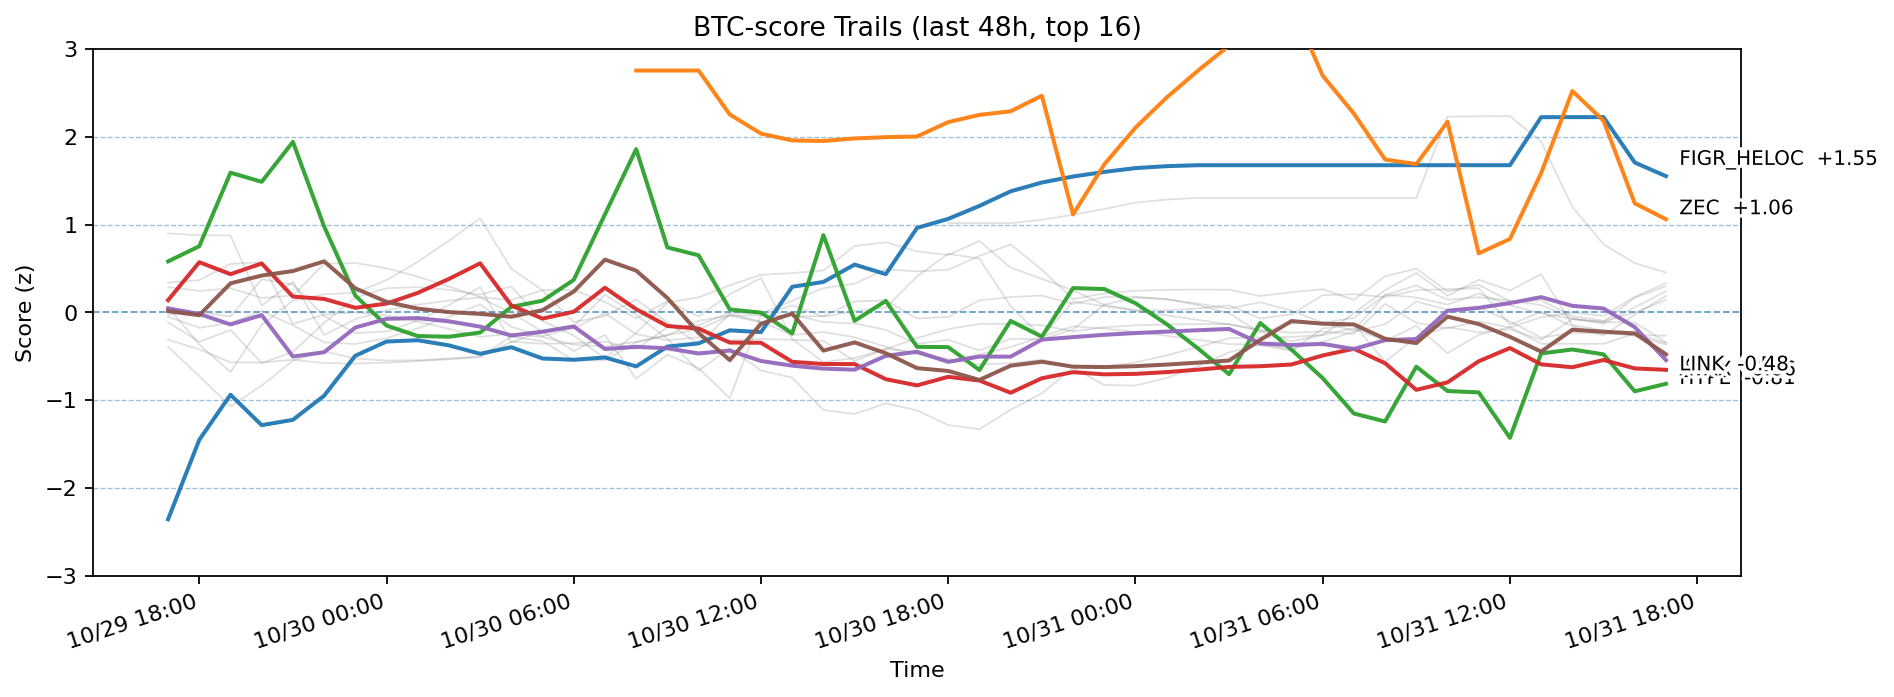 BTC-score Trails (last 48h, top 16)
Score (z)
3
2
1
0
−1
−2
−3
FIGR_HELOC +1.55
ZEC +1.06
LINK -0.48
HYPE -0.81
10/29 18:00
10/30 00:00
10/30 06:00
10/30 12:00
10/30 18:00
10/31 00:00
10/31 06:00
10/31 12:00
10/31 18:00
Time